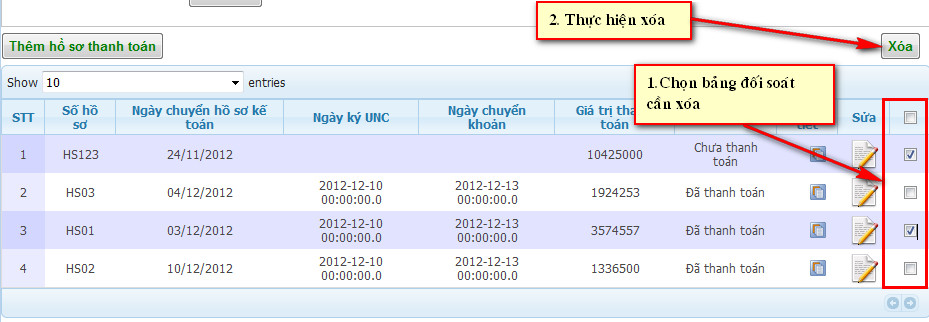 2. Thực hiện xóa
Thêm hồ sơ thanh toán
Xóa
Show 10 entries
1.Chọn bảng đối soát
cần xóa
STT Số hồ sơ Ngày chuyển hồ sơ kế toán Ngày ký UNC Ngày chuyển khoản Giá trị tha toán tiết Sửa
1 HS123 24/11/2012 10425000 Chưa thanh toán
2 HS03 04/12/2012 2012-12-10 00:00:00.0 2012-12-13 00:00:00.0 1924253 Đã thanh toán
3 HS01 03/12/2012 2012-12-10 00:00:00.0 2012-12-13 00:00:00.0 3574557 Đã thanh toán
4 HS02 10/12/2012 2012-12-10 00:00:00.0 2012-12-13 00:00:00.0 1336500 Đã thanh toán